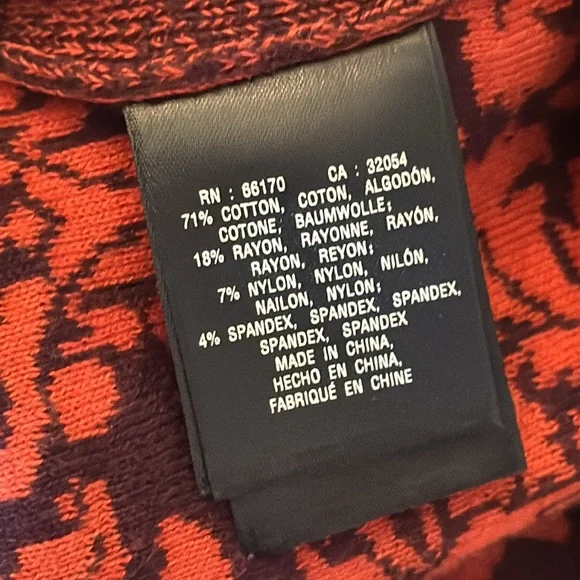 RN : 66170 CA : 32054
71% COTTON, COTON, ALGODÓN,
COTONE, BAUMWOLLE;
18% RAYON, RAYONNE, RAYÓN,
RAYON, REYON;
7% NYLON, NYLON, NILÓN,
NAILON, NYLON;
4% SPANDEX, SPANDEX, SPANDEX,
SPANDEX, SPANDEX
MADE IN CHINA,
HECHO EN CHINA,
FABRIQUÉ EN CHINE